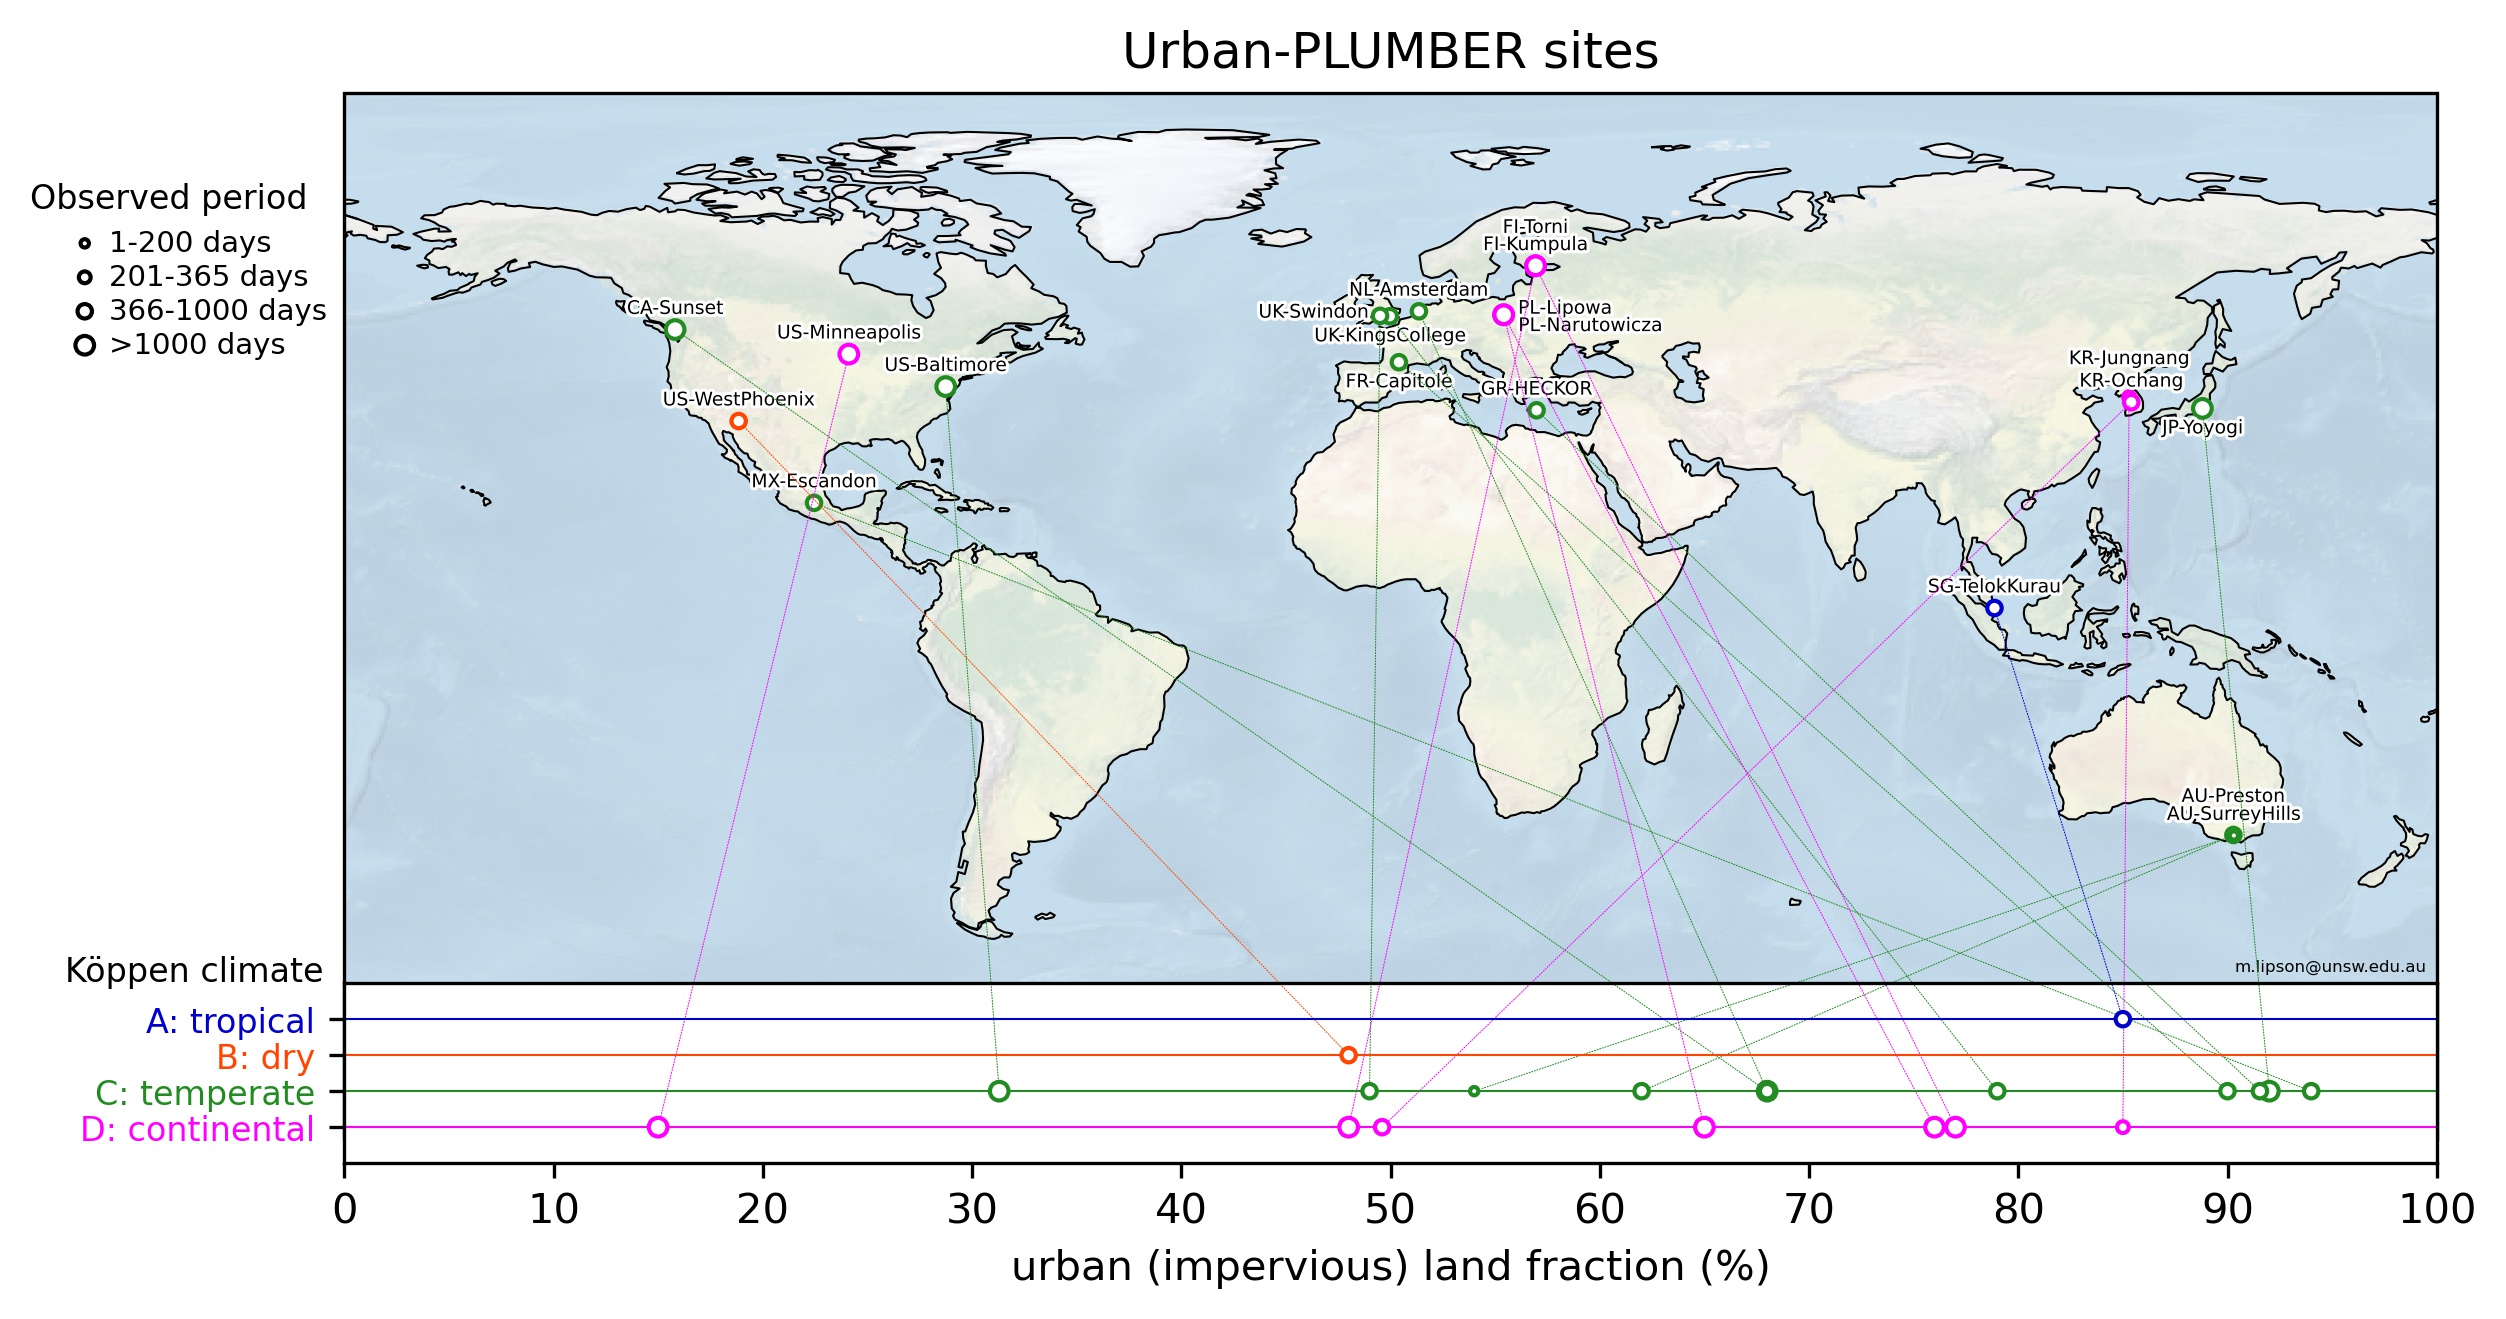 Urban-PLUMBER sites
Observed period
1-200 days
201-365 days
366-1000 days
>1000 days
FI-Torni
FI-Kumpula
NL-Amsterdam
CA-Sunset
UK-Swindon
PL-Lipowa
PL-Narutowicza
US-Minneapolis
UK-KingsCollege
US-Baltimore
KR-Jungnang
KR-Ochang
FR-Capitole
GR-HECKOR
US-WestPhoenix
JP-Yoyogi
MX-Escandon
SG-TelokKurau
AU-Preston
AU-SurreyHills
m.lipson@unsw.edu.au
Köppen climate
A: tropical
B: dry
C: temperate
D: continental
0 10 20 30 40 50 60 70 80 90 100
urban (impervious) land fraction (%)